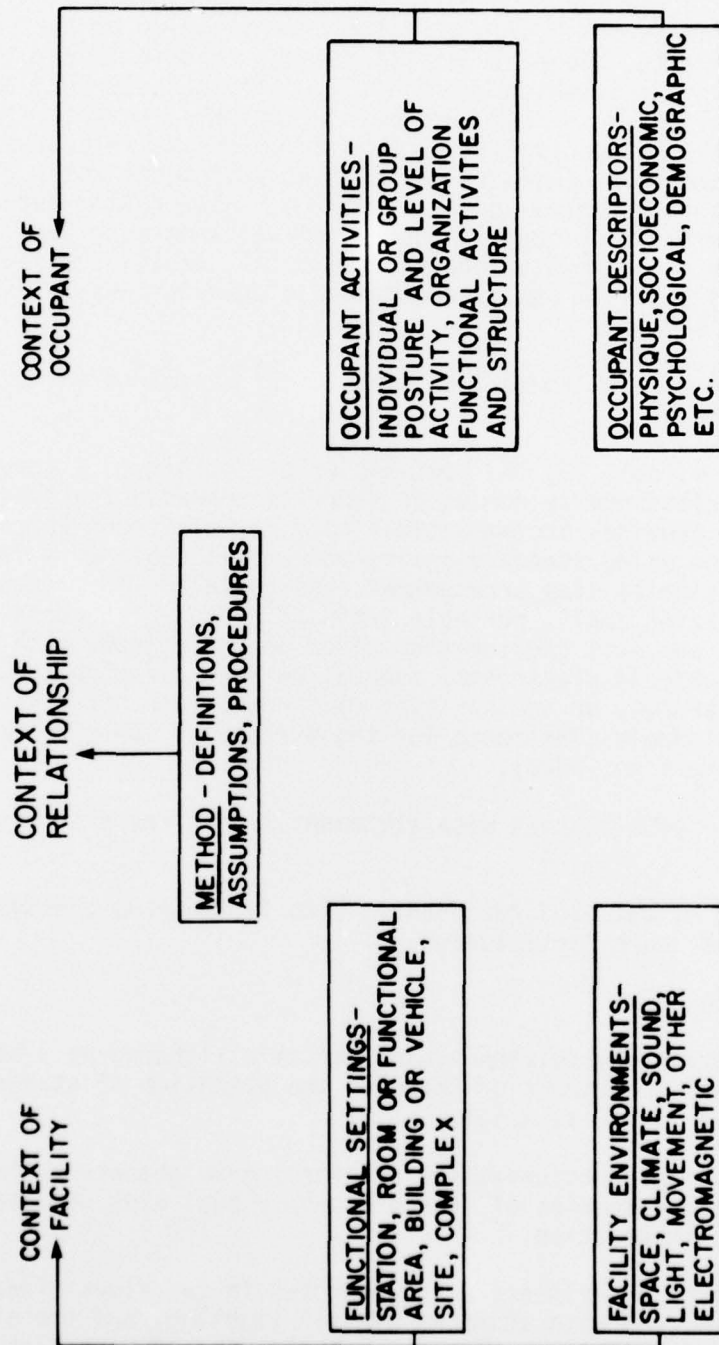 CONTEXT OF
FACILITY
CONTEXT OF
RELATIONSHIP
CONTEXT OF
OCCUPANT
METHOD - DEFINITIONS,
ASSUMPTIONS, PROCEDURES
FUNCTIONAL SETTINGS-
STATION, ROOM OR FUNCTIONAL
AREA, BUILDING OR VEHICLE,
SITE, COMPLEX
OCCUPANT ACTIVITIES-
INDIVIDUAL OR GROUP
POSTURE AND LEVEL OF
ACTIVITY, ORGANIZATION
FUNCTIONAL ACTIVITIES
AND STRUCTURE
FACILITY ENVIRONMENTS-
SPACE, CLIMATE, SOUND,
LIGHT, MOVEMENT, OTHER
ELECTROMAGNETIC
OCCUPANT DESCRIPTORS-
PHYSIQUE, SOCIOECONOMIC,
PSYCHOLOGICAL, DEMOGRAPHIC
ETC.